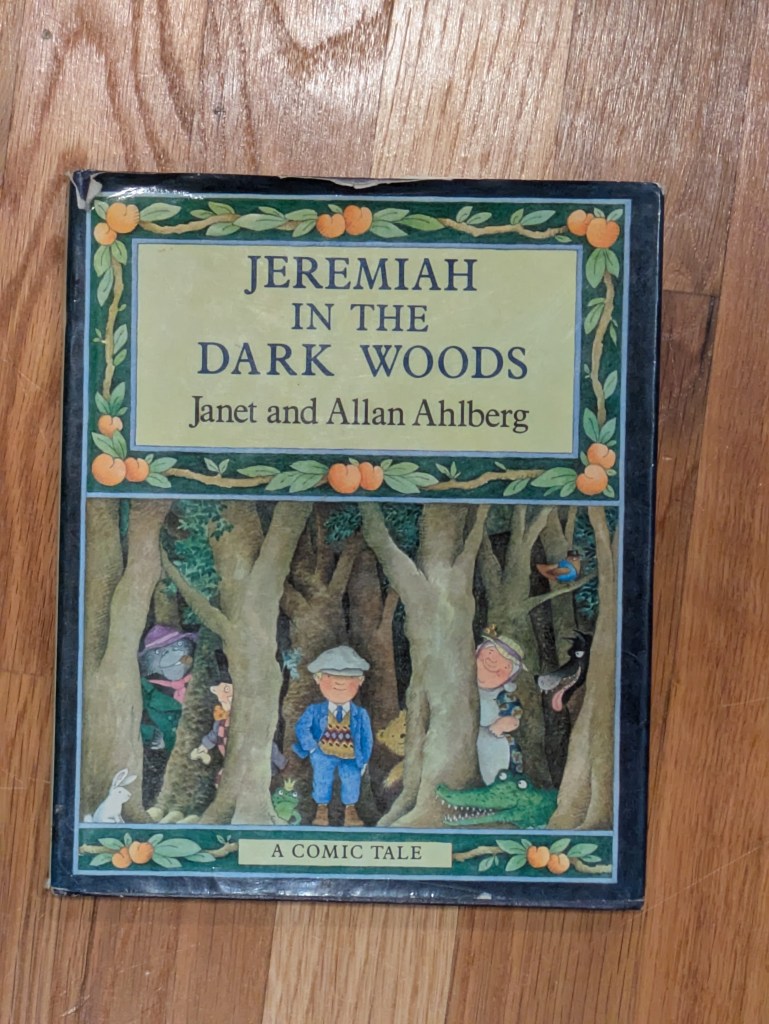 JEREMIAH
IN THE
DARK WOODS
Janet and Allan Ahlberg
A COMIC TALE